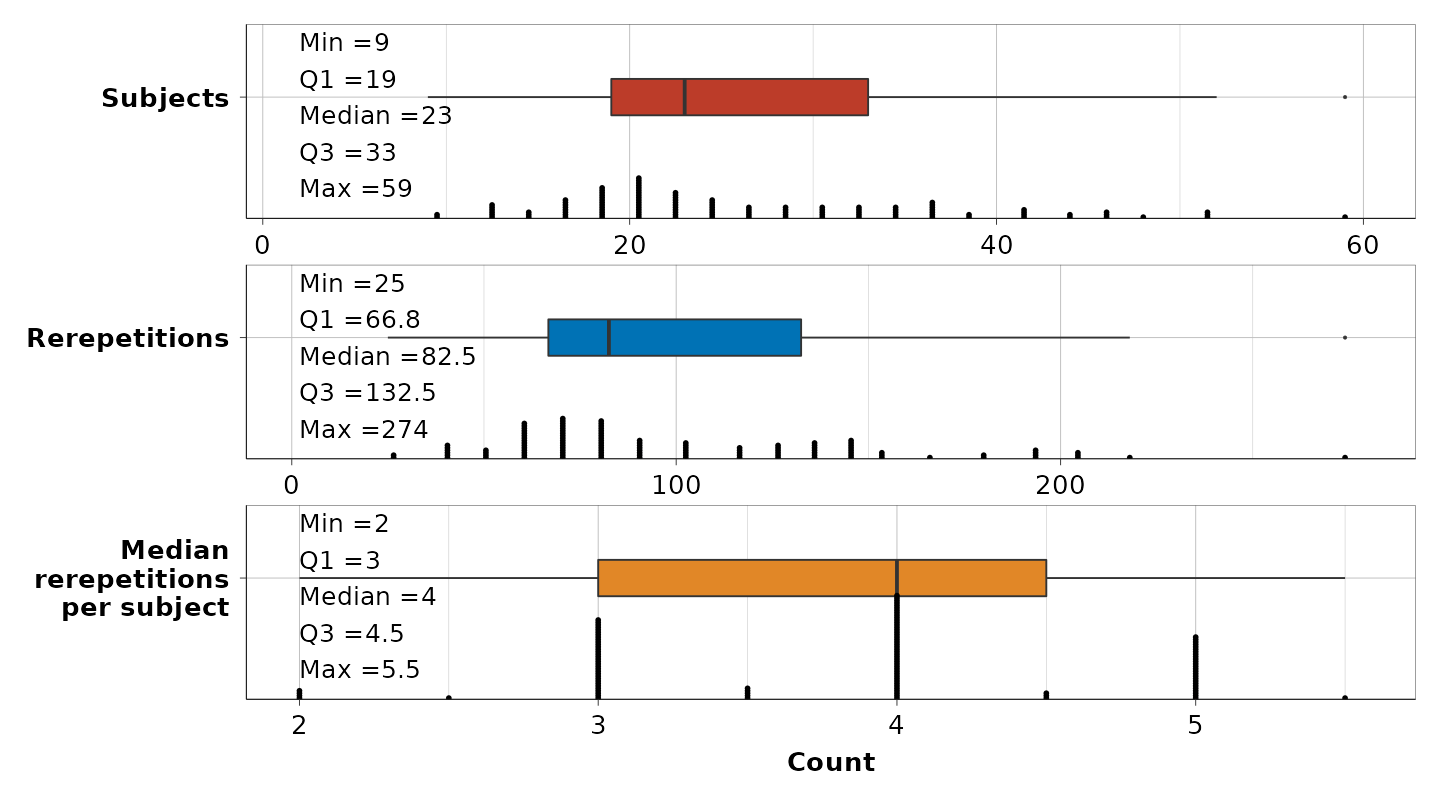 Subjects
Min =9
Q1 =19
Median =23
Q3 =33
Max =59
0 20 40 60
Rerepetitions
Min =25
Q1 =66.8
Median =82.5
Q3 =132.5
Max =274
0 100 200
Median
rerepetitions
per subject
Min =2
Q1 =3
Median =4
Q3 =4.5
Max =5.5
2 3 4 5
Count